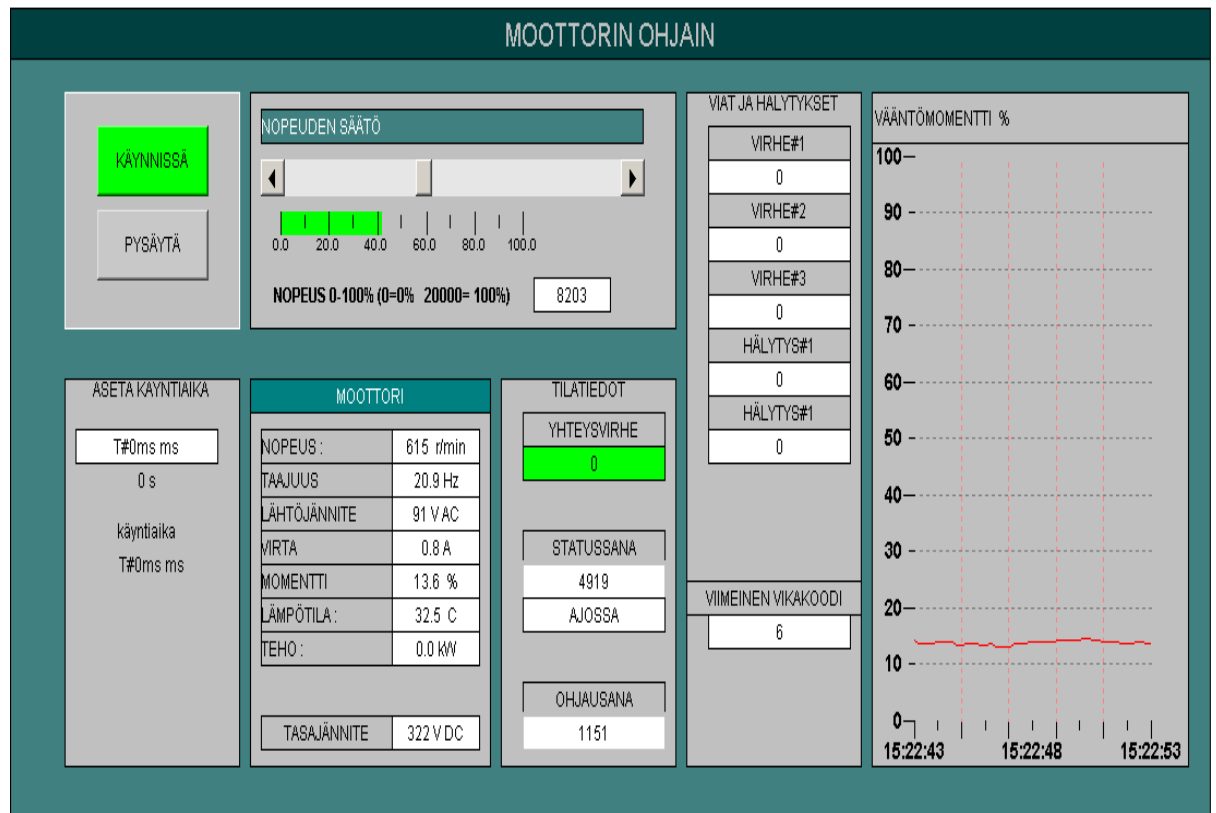 MOOTTORIN OHJAIN
KÄYNNISSÄ
PYSÄYTÄ
NOPEUDEN SÄÄTÖ
0.0 20.0 40.0 60.0 80.0 100.0
NOPEUS 0-100% (0=0% 20000= 100%) 8203
ASETA KAYNTIAIKA
T#0ms ms
0 s
käyntiaika
T#0ms ms
MOOTTORI
NOPEUS : 615 r/min
TAAJUUS 20.9 Hz
LÄHTÖJÄNNITE 91 V AC
VIRTA 0.8 A
MOMENTTI 13.6 %
LÄMPÖTILA : 32.5 C
TEHO : 0.0 kW
TASAJÄNNITE 322 V DC
TILATIEDOT
YHTEYSVIRHE
0
STATUSSANA
4919
AJOSSA
OHJAUSANA
1151
VIAT JA HALYTYKSET
VIRHE#1
0
VIRHE#2
0
VIRHE#3
0
HÄLYTYS#1
0
HÄLYTYS#1
0
VIIMEINEN VIKAKOODI
6
VÄÄNTÖMOMENTTI %
100
90
80
70
60
50
40
30
20
10
0
15:22:43 15:22:48 15:22:53